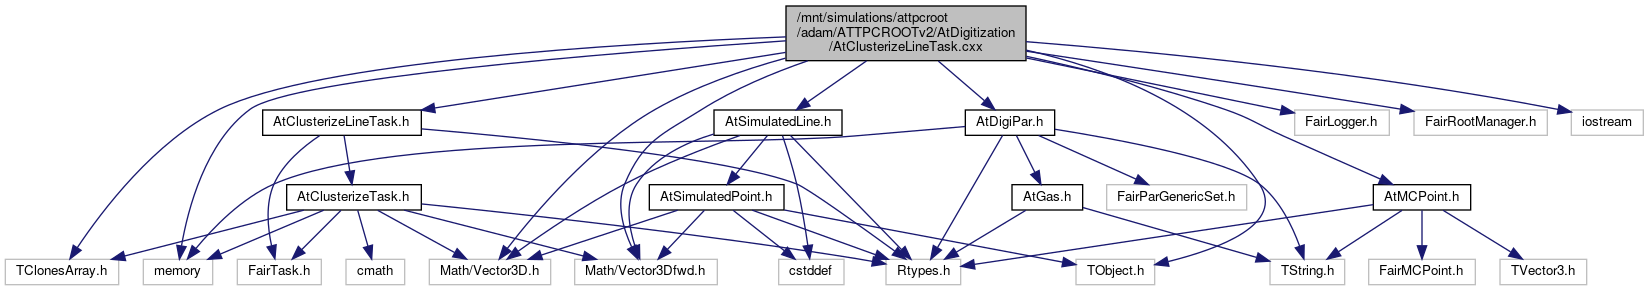 /mnt/simulations/attpcroot
/adam/ATTPCROOTv2/AtDigitization
/AtClusterizeLineTask.cxx
AtClusterizeLineTask.h
AtSimulatedLine.h
AtDigiPar.h
FairLogger.h
FairRootManager.h
iostream
AtClusterizeTask.h
AtSimulatedPoint.h
AtGas.h
FairParGenericSet.h
AtMCPoint.h
TClonesArray.h
memory
FairTask.h
cmath
Math/Vector3D.h
Math/Vector3Dfwd.h
cstddef
Rtypes.h
TObject.h
TString.h
FairMCPoint.h
TVector3.h